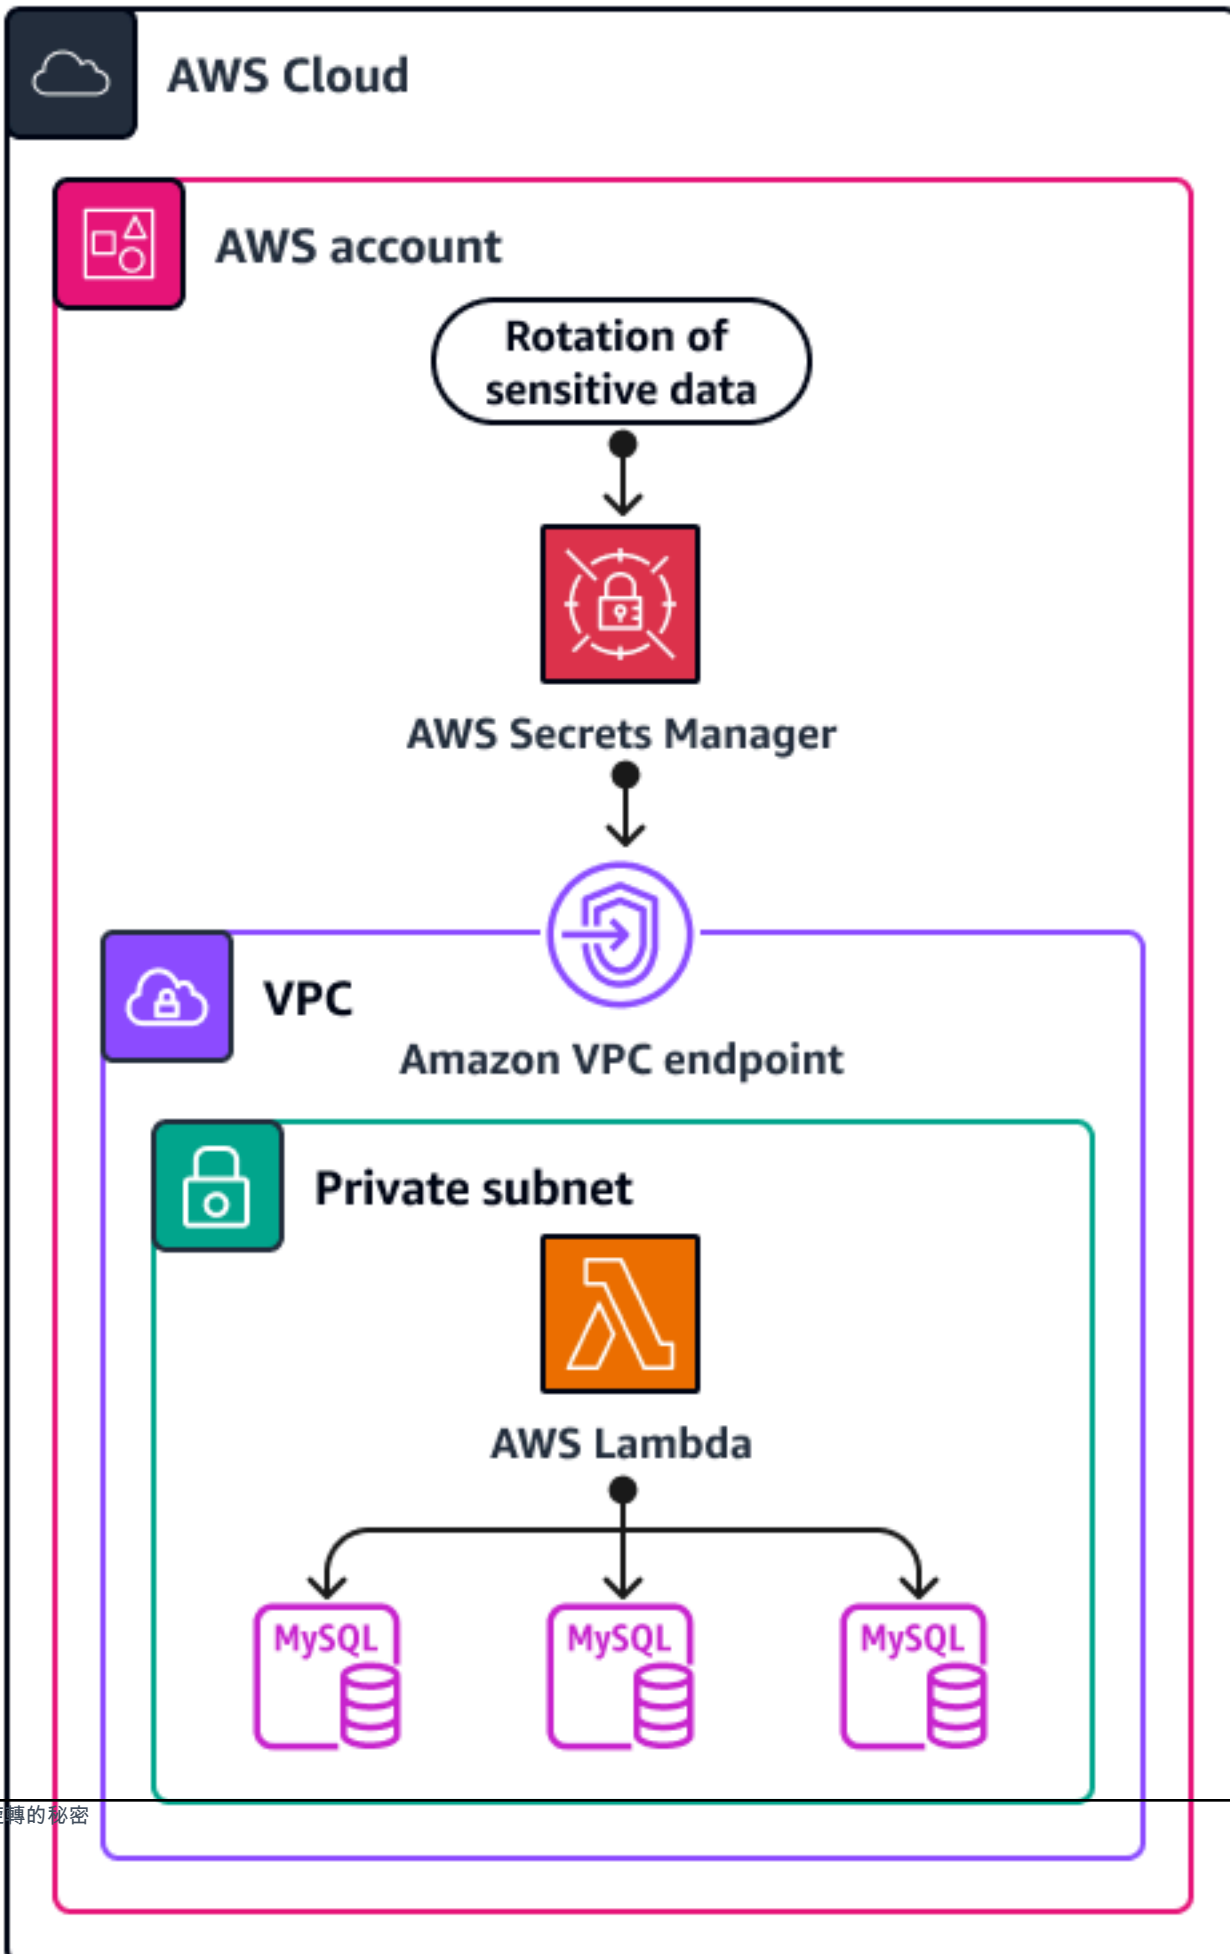 AWS Cloud
AWS account
Rotation of
sensitive data
AWS Secrets Manager
VPC
Amazon VPC endpoint
Private subnet
AWS Lambda
MySQL
MySQL
MySQL
轉的秘密